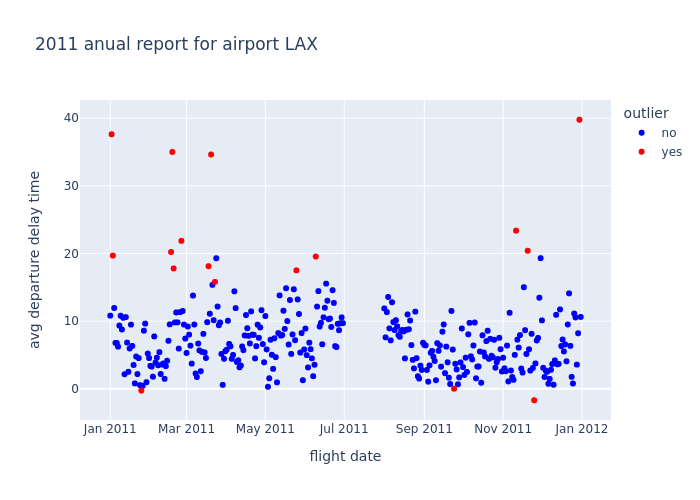 2011 anual report for airport LAX
outlier
no
yes
avg departure delay time
40
30
20
10
0
Jan 2011 Mar 2011 May 2011 Jul 2011 Sep 2011 Nov 2011 Jan 2012
flight date